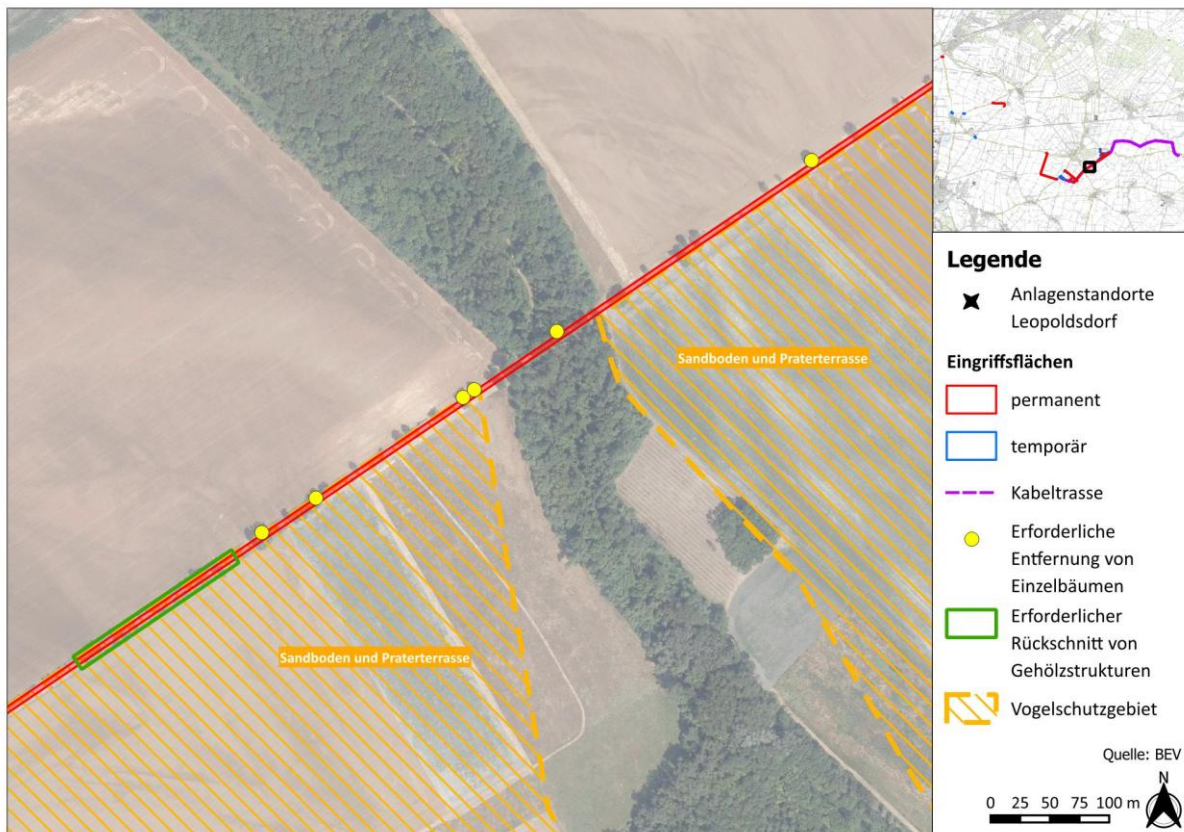 Sandboden und Praterterrasse
Sandboden und Praterterrasse
Legende
Anlagenstandorte
Leopoldsdorf
Eingriffsflächen
permanent
temporär
Kabeltrasse
Erforderliche
Entfernung von
Einzelbäumen
Erforderlicher
Rückschnitt von
Gehölzstrukturen
Vogelschutzgebiet
Quelle: BEV
N
0 25 50 75 100 m